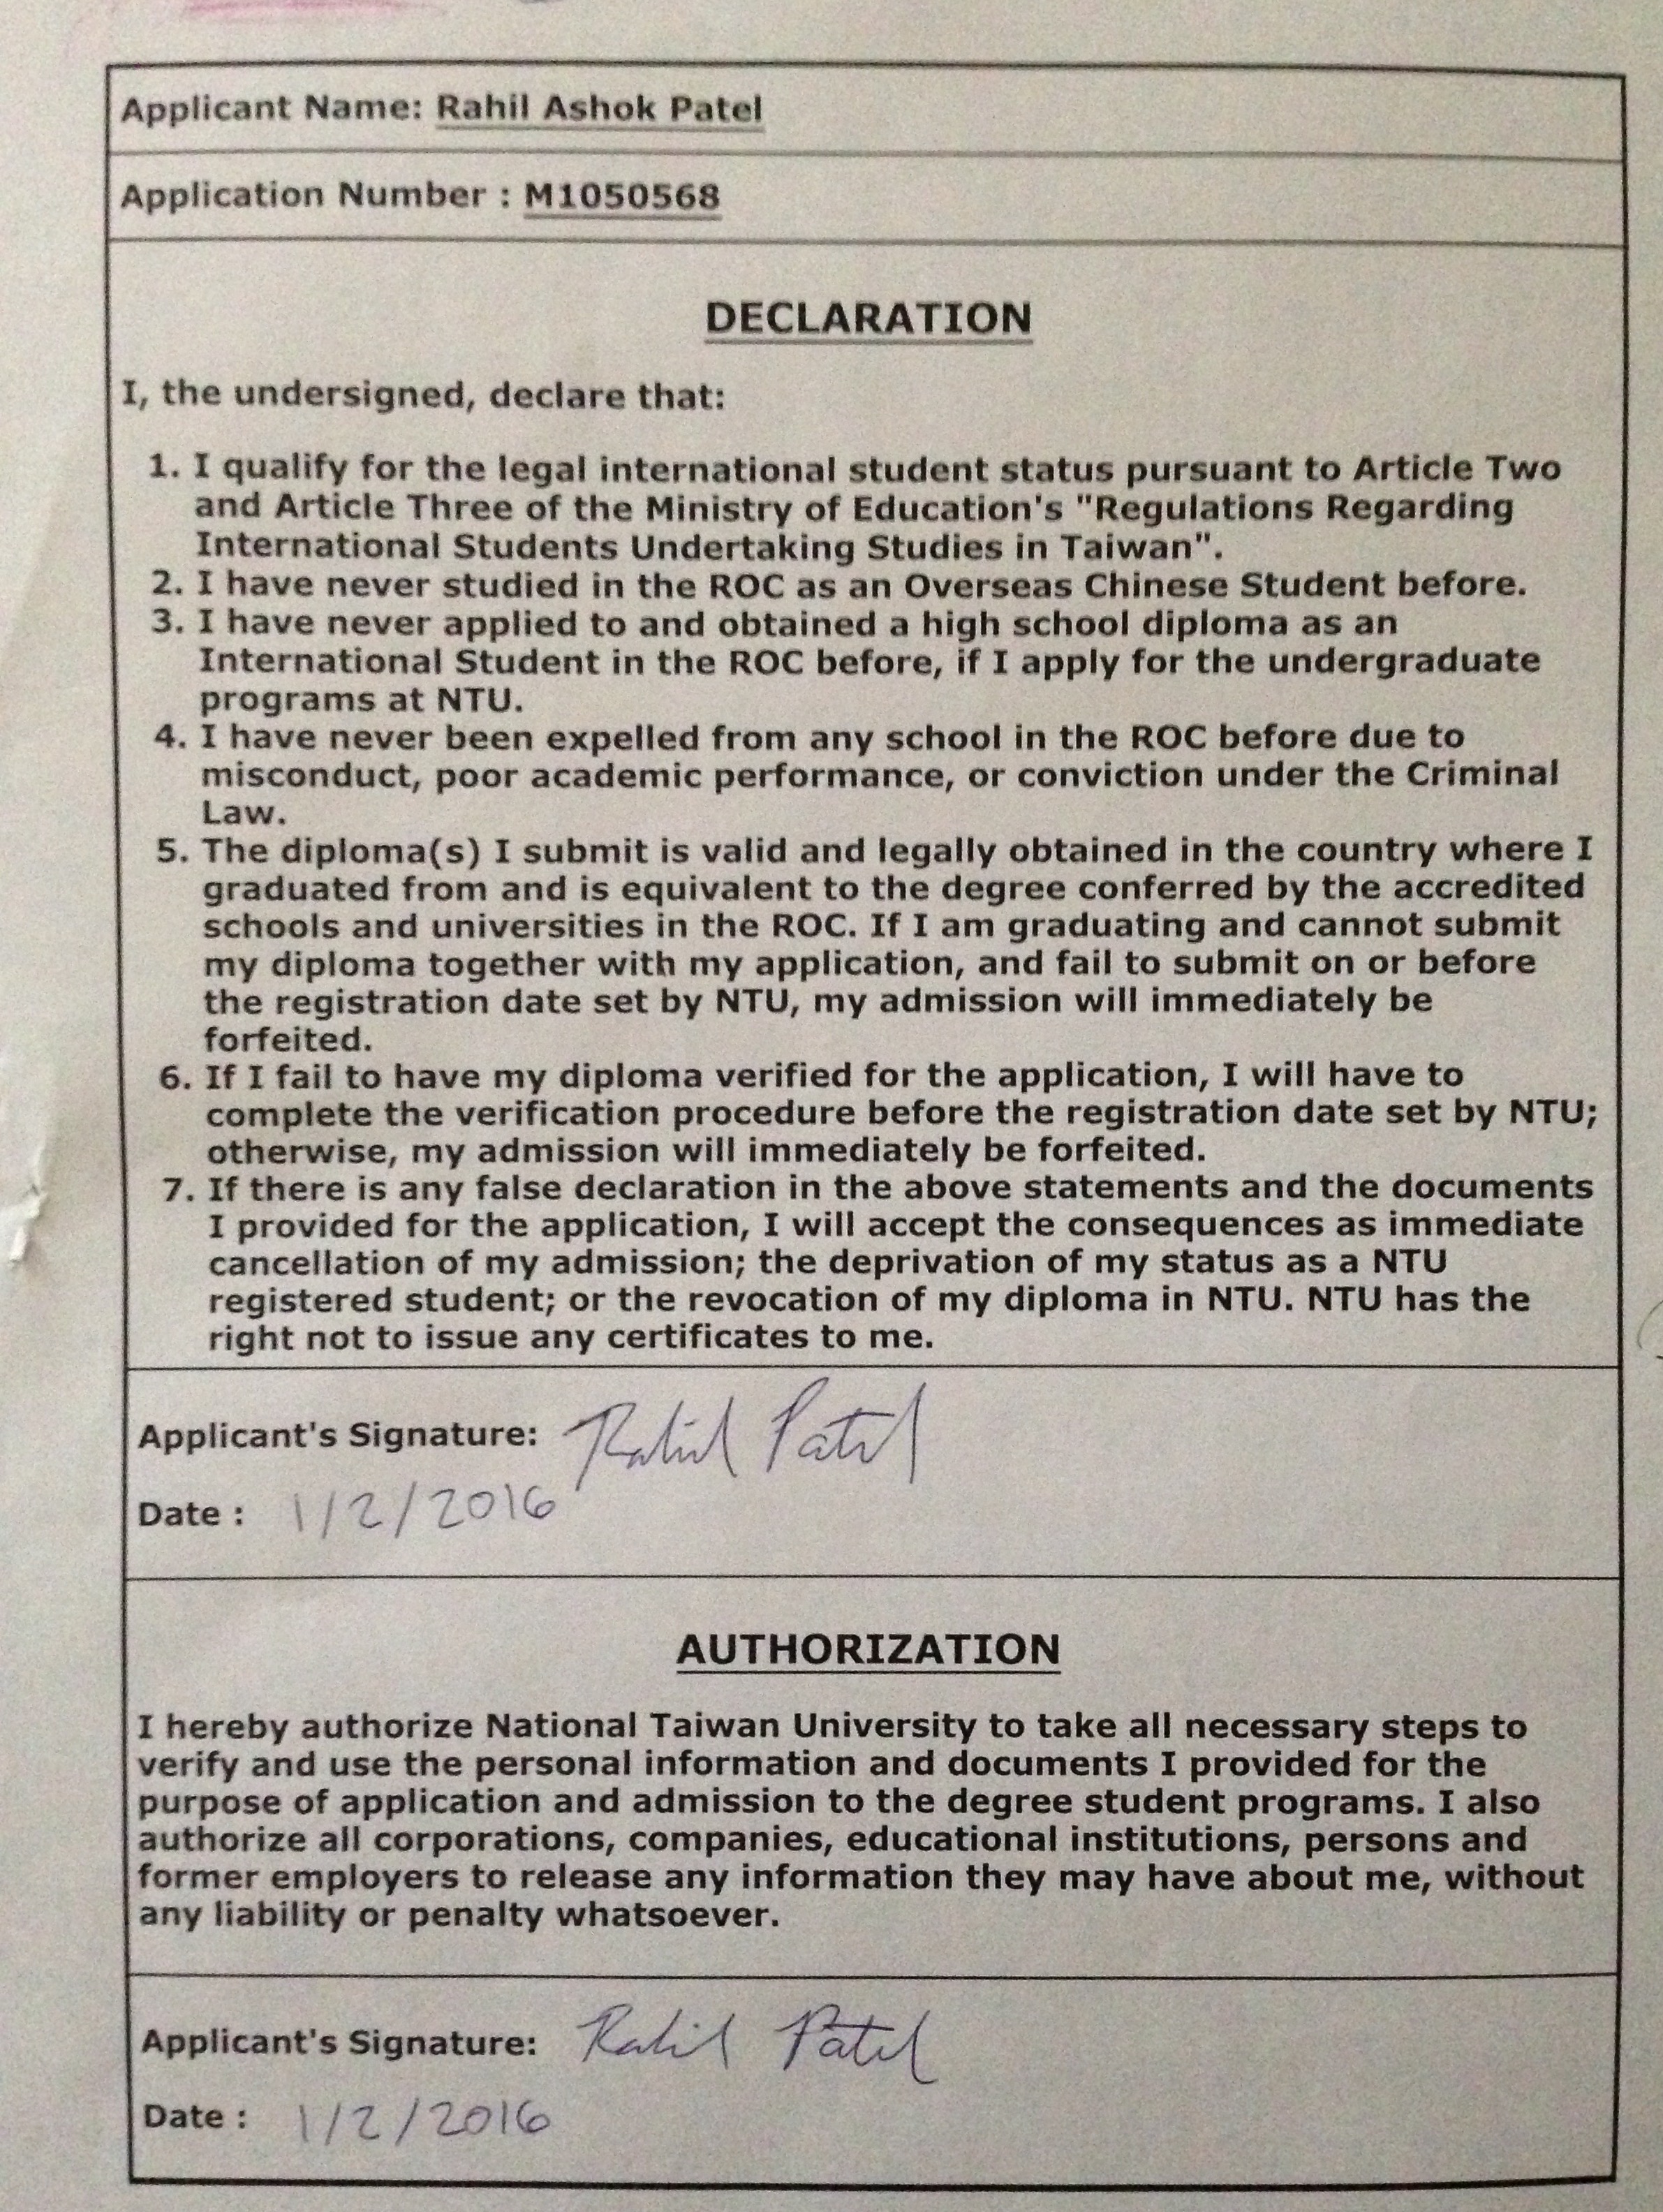 Applicant Name: Rahil Ashok Patel
Application Number : M1050568
DECLARATION
I, the undersigned, declare that:
1. I qualify for the legal international student status pursuant to Article Two
and Article Three of the Ministry of Education's "Regulations Regarding
International Students Undertaking Studies in Taiwan".
2. I have never studied in the ROC as an Overseas Chinese Student before.
3. I have never applied to and obtained a high school diploma as an
International Student in the ROC before, if I apply for the undergraduate
programs at NTU.
4. I have never been expelled from any school in the ROC before due to
misconduct, poor academic performance, or conviction under the Criminal
Law.
5. The diploma(s) I submit is valid and legally obtained in the country where I
graduated from and is equivalent to the degree conferred by the accredited
schools and universities in the ROC. If I am graduating and cannot submit
my diploma together with my application, and fail to submit on or before
the registration date set by NTU, my admission will immediately be
forfeited.
6. If I fail to have my diploma verified for the application, I will have to
complete the verification procedure before the registration date set by NTU;
otherwise, my admission will immediately be forfeited.
7. If there is any false declaration in the above statements and the documents
I provided for the application, I will accept the consequences as immediate
cancellation of my admission; the deprivation of my status as a NTU
registered student; or the revocation of my diploma in NTU. NTU has the
right not to issue any certificates to me.
Applicant's Signature: Rahil Patel
Date : 1/2/2016
AUTHORIZATION
I hereby authorize National Taiwan University to take all necessary steps to
verify and use the personal information and documents I provided for the
purpose of application and admission to the degree student programs. I also
authorize all corporations, companies, educational institutions, persons and
former employers to release any information they may have about me, without
any liability or penalty whatsoever.
Applicant's Signature: Rahil Patel
Date : 1/2/2016